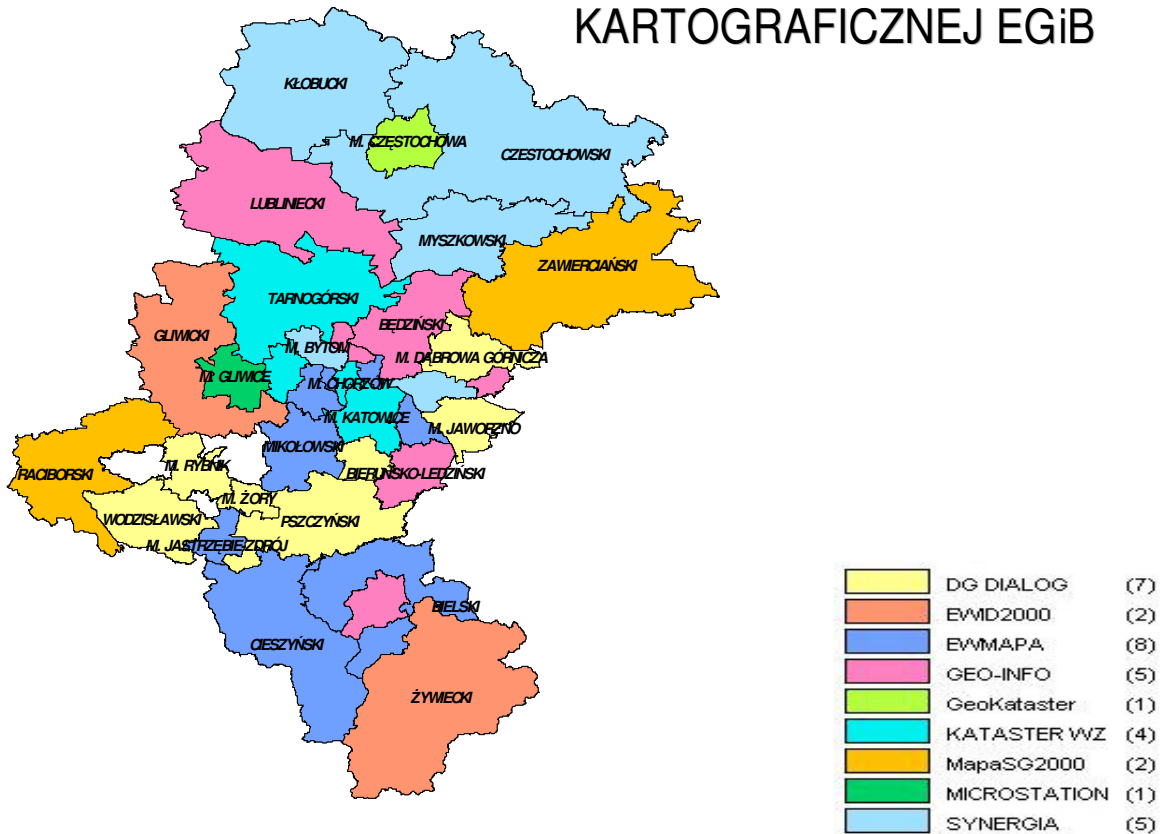 KARTOGRAFICZNEJ EGiB
KŁOBUCKI
M. CZĘSTOCHOWA
CZESTOCHOWSKI
LUBLINIECKI
MYSZKOWSKI
ZAWIERCIAŃSKI
TARNOGÓRSKI
BĘDZIŃSKI
GLIWICKI
M. BYTOM
M. DĄBROWA GÓRNICZA
M. GLIWICE
M. CHORZÓW
M. KATOWICE
M. JAWORZNO
MIKOŁOWSKI
RACIBORSKI
M. RYBNIK
BIERUŃSKO-LEDZIŃSKI
M. ŻORY
WODZISŁAWSKI
PSZCZYŃSKI
M. JASTRZĘBIE-ZDRÓJ
BIELSKI
CIESZYŃSKI
ŻYWIECKI
DG DIALOG (7)
EWID2000 (2)
EWMAPA (8)
GEO-INFO (5)
GeoKataster (1)
KATASTER WZ (4)
MapaSG2000 (2)
MICROSTATION (1)
SYNERGIA (5)